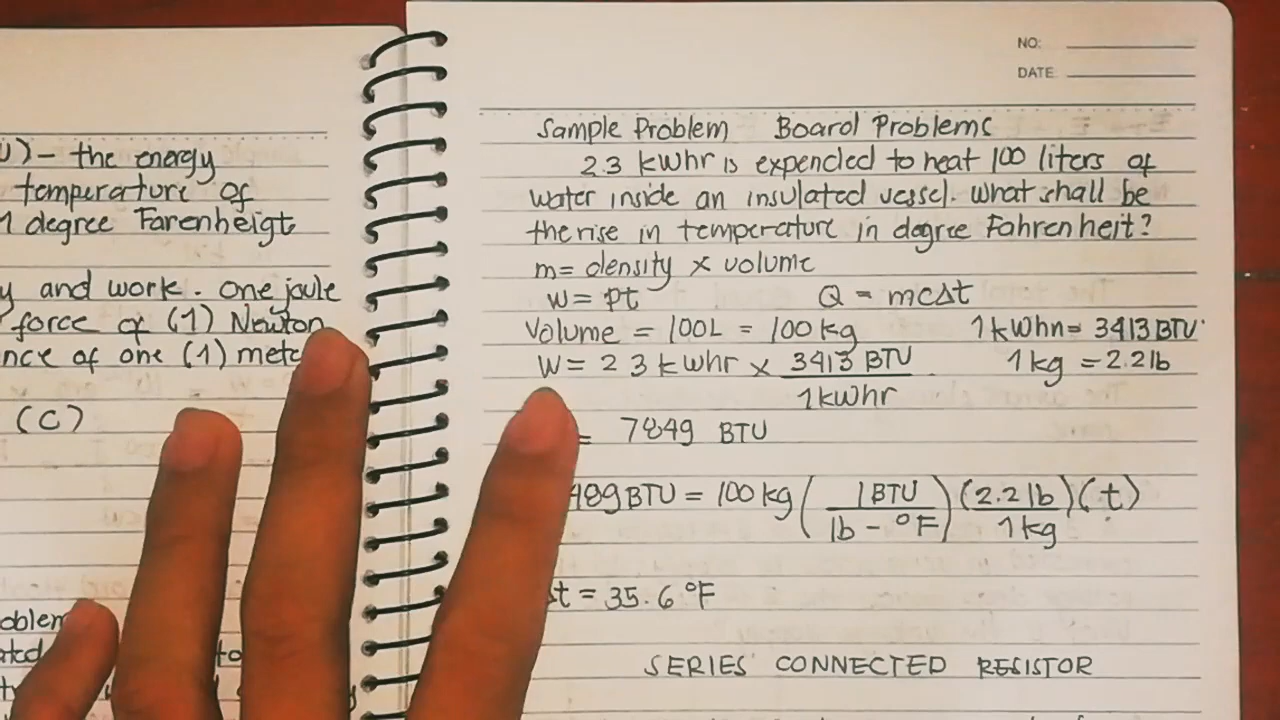 U) - the energy
temperature of
1 degree Farenheigt
y and work. One joule
force of (1) Newton
nce of one (1) mete
(C)
oblem
NO:
DATE:
Sample Problem Board Problems
2.3 kWhr is expended to heat 100 liters of
water inside an insulated vessel. What shall be
the rise in temperature in degree Fahrenheit?
m = density x volume
W = Pt Q = mcΔt
Volume = 100L = 100 kg 1 kWhn = 3413 BTU
W = 2 3 kwhr x 3413 BTU 1 kg = 2.2 lb
1 kWhr
= 7849 BTU
489 BTU = 100 kg ( 1 BTU / lb - °F ) ( 2.2 lb / 1 kg ) ( t )
t = 35.6 °F
SERIES CONNECTED RESISTOR